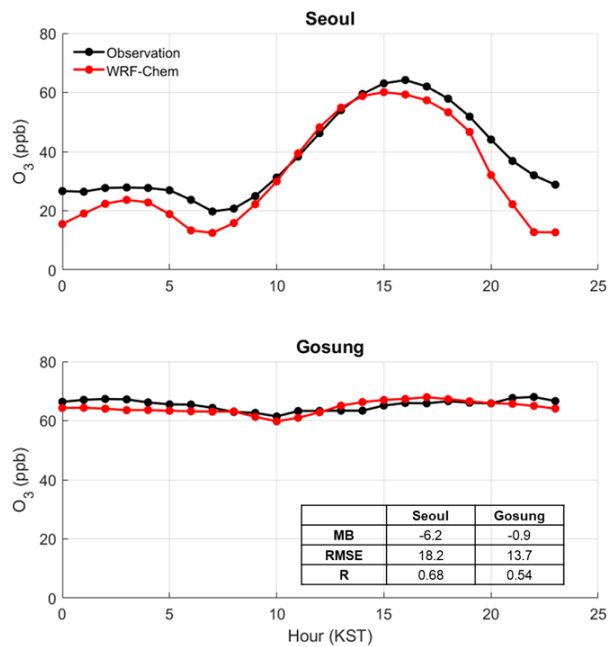 Seoul
80
60
40
20
0
O3 (ppb)
Observation
WRF-Chem
0 5 10 15 20 25
Gosung
80
60
40
20
0
O3 (ppb)
Seoul Gosung
MB -6.2 -0.9
RMSE 18.2 13.7
R 0.68 0.54
0 5 10 15 20 25
Hour (KST)